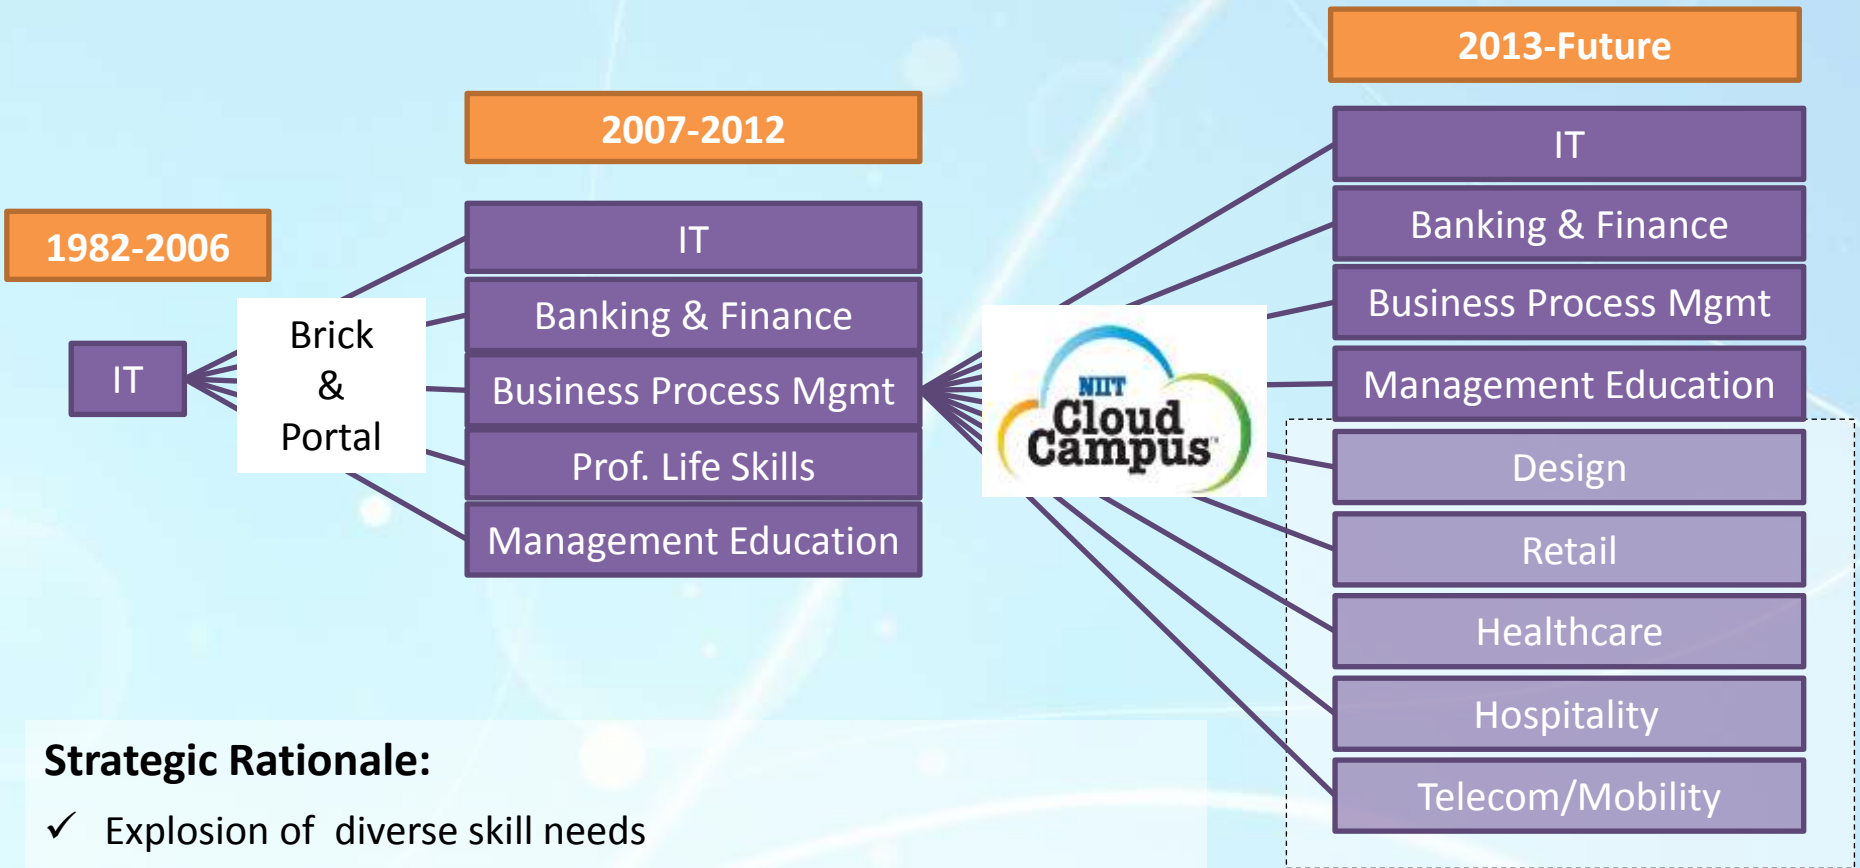 1982-2006
IT
Brick
&
Portal
2007-2012
IT
Banking & Finance
Business Process Mgmt
Prof. Life Skills
Management Education
NIIT
Cloud
Campus™
2013-Future
IT
Banking & Finance
Business Process Mgmt
Management Education
Design
Retail
Healthcare
Hospitality
Telecom/Mobility
Strategic Rationale:
✓ Explosion of diverse skill needs